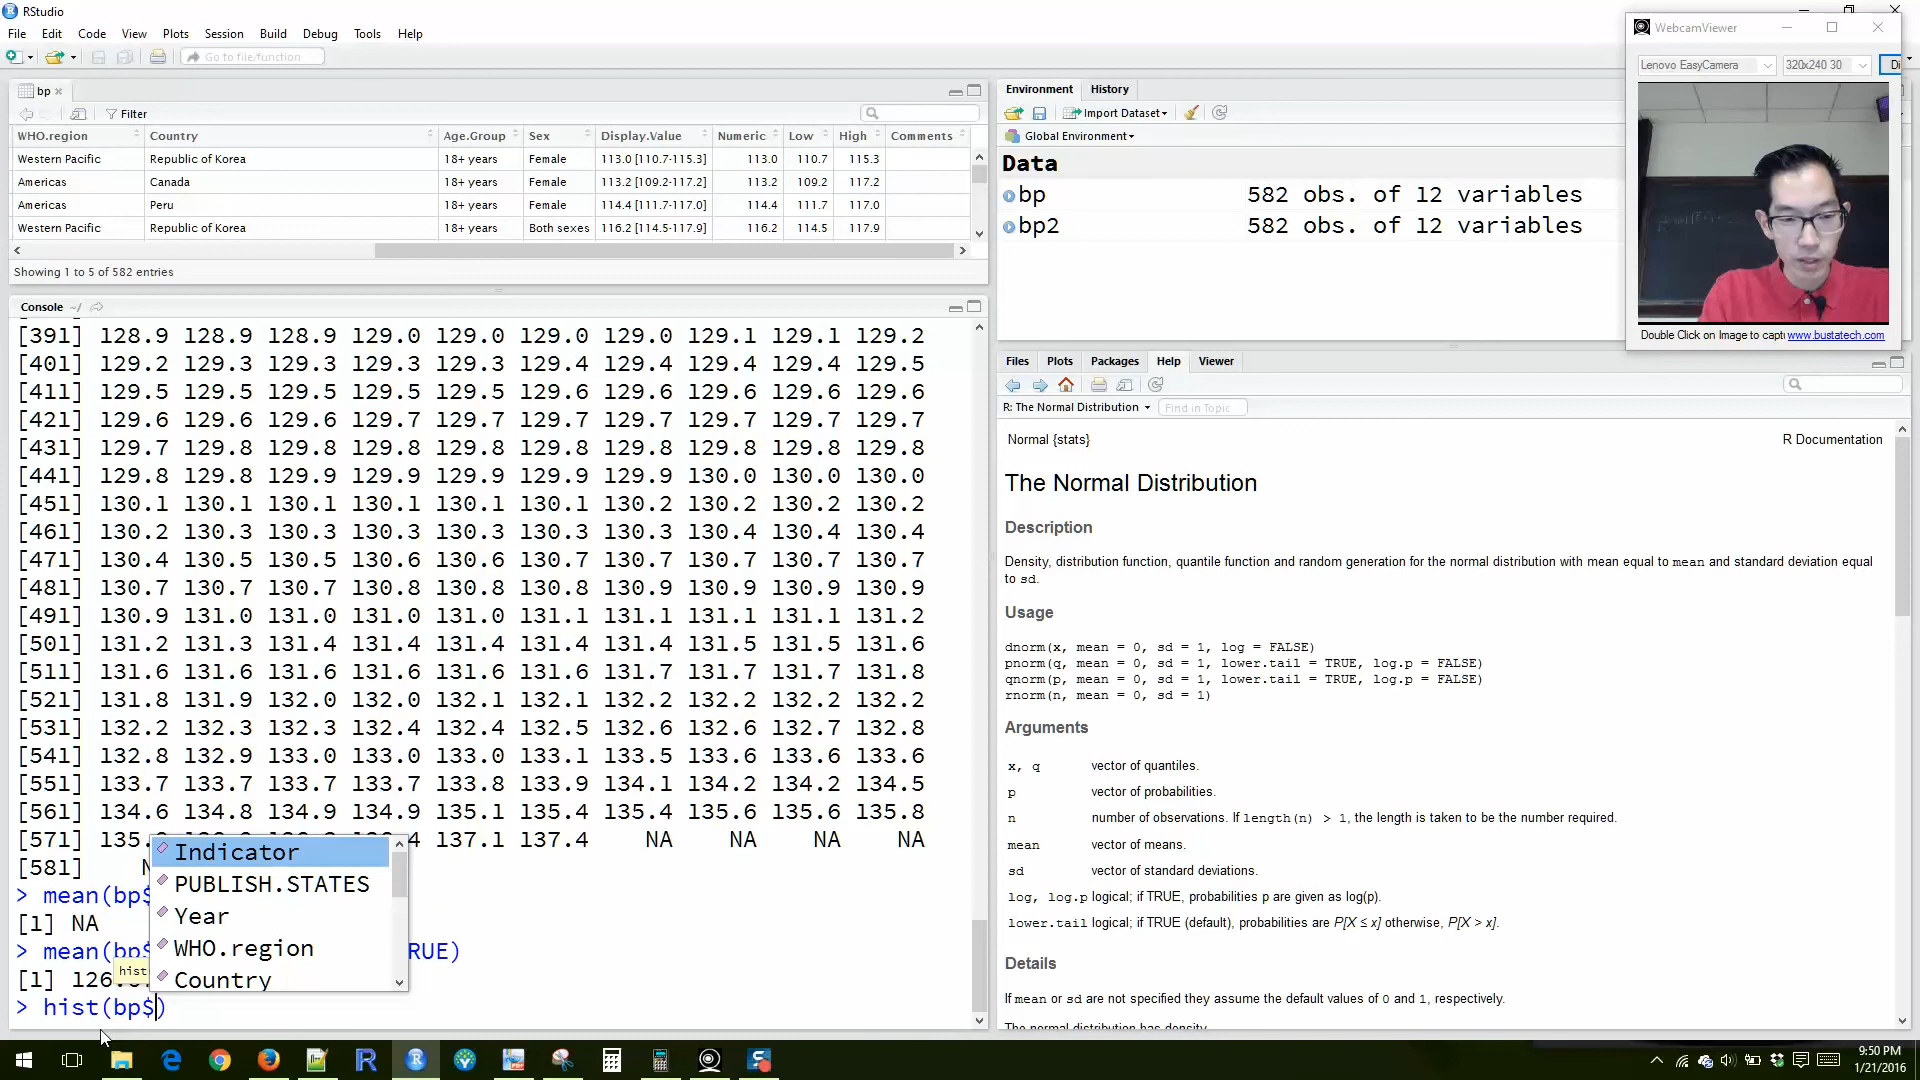 RStudio
File Edit Code View Plots Session Build Debug Tools Help
Go to file/function
bp
Filter
WHO.region Country Age.Group Sex Display.Value Numeric Low High Comments
Western Pacific Republic of Korea 18+ years Female 113.0 [110.7-115.3] 113.0 110.7 115.3
Americas Canada 18+ years Female 113.2 [109.2-117.2] 113.2 109.2 117.2
Americas Peru 18+ years Female 114.4 [111.7-117.0] 114.4 111.7 117.0
Western Pacific Republic of Korea 18+ years Both sexes 116.2 [114.5-117.9] 116.2 114.5 117.9
Showing 1 to 5 of 582 entries
Console ~/
[391] 128.9 128.9 128.9 129.0 129.0 129.0 129.0 129.1 129.1 129.2
[401] 129.2 129.3 129.3 129.3 129.3 129.4 129.4 129.4 129.4 129.5
[411] 129.5 129.5 129.5 129.5 129.5 129.6 129.6 129.6 129.6 129.6
[421] 129.6 129.6 129.6 129.7 129.7 129.7 129.7 129.7 129.7 129.7
[431] 129.7 129.8 129.8 129.8 129.8 129.8 129.8 129.8 129.8 129.8
[441] 129.8 129.8 129.9 129.9 129.9 129.9 129.9 130.0 130.0 130.0
[451] 130.1 130.1 130.1 130.1 130.1 130.1 130.2 130.2 130.2 130.2
[461] 130.2 130.3 130.3 130.3 130.3 130.3 130.3 130.4 130.4 130.4
[471] 130.4 130.5 130.5 130.6 130.6 130.7 130.7 130.7 130.7 130.7
[481] 130.7 130.7 130.7 130.8 130.8 130.8 130.9 130.9 130.9 130.9
[491] 130.9 131.0 131.0 131.0 131.0 131.1 131.1 131.1 131.1 131.2
[501] 131.2 131.3 131.4 131.4 131.4 131.4 131.4 131.5 131.5 131.6
[511] 131.6 131.6 131.6 131.6 131.6 131.6 131.7 131.7 131.7 131.8
[521] 131.8 131.9 132.0 132.0 132.1 132.1 132.2 132.2 132.2 132.2
[531] 132.2 132.3 132.3 132.4 132.4 132.5 132.6 132.6 132.7 132.8
[541] 132.8 132.9 133.0 133.0 133.0 133.1 133.5 133.6 133.6 133.6
[551] 133.7 133.7 133.7 133.7 133.8 133.9 134.1 134.2 134.2 134.5
[561] 134.6 134.8 134.9 134.9 135.1 135.4 135.4 135.6 135.6 135.8
[571] 135. 4 137.1 137.4 NA NA NA NA
[581]
Indicator
PUBLISH.STATES
Year
WHO.region
Country
> mean(bp$
[1] NA
> mean(bp$ RUE)
hist
[1] 126.
> hist(bp$)
Environment History
Import Dataset
Global Environment
Data
bp 582 obs. of 12 variables
bp2 582 obs. of 12 variables
WebcamViewer
Lenovo EasyCamera 320x240 30 Di
Double Click on Image to capt www.bustatech.com
Files Plots Packages Help Viewer
R: The Normal Distribution Find in Topic
Normal {stats} R Documentation
The Normal Distribution
Description
Density, distribution function, quantile function and random generation for the normal distribution with mean equal to mean and standard deviation equal
to sd.
Usage
dnorm(x, mean = 0, sd = 1, log = FALSE)
pnorm(q, mean = 0, sd = 1, lower.tail = TRUE, log.p = FALSE)
qnorm(p, mean = 0, sd = 1, lower.tail = TRUE, log.p = FALSE)
rnorm(n, mean = 0, sd = 1)
Arguments
x, q vector of quantiles.
p vector of probabilities.
n number of observations. If length(n) > 1, the length is taken to be the number required.
mean vector of means.
sd vector of standard deviations.
log, log.p logical; if TRUE, probabilities p are given as log(p).
lower.tail logical; if TRUE (default), probabilities are P[X ≤ x] otherwise, P[X > x].
Details
If mean or sd are not specified they assume the default values of 0 and 1, respectively.
The normal distribution has density
9:50 PM
1/21/2016